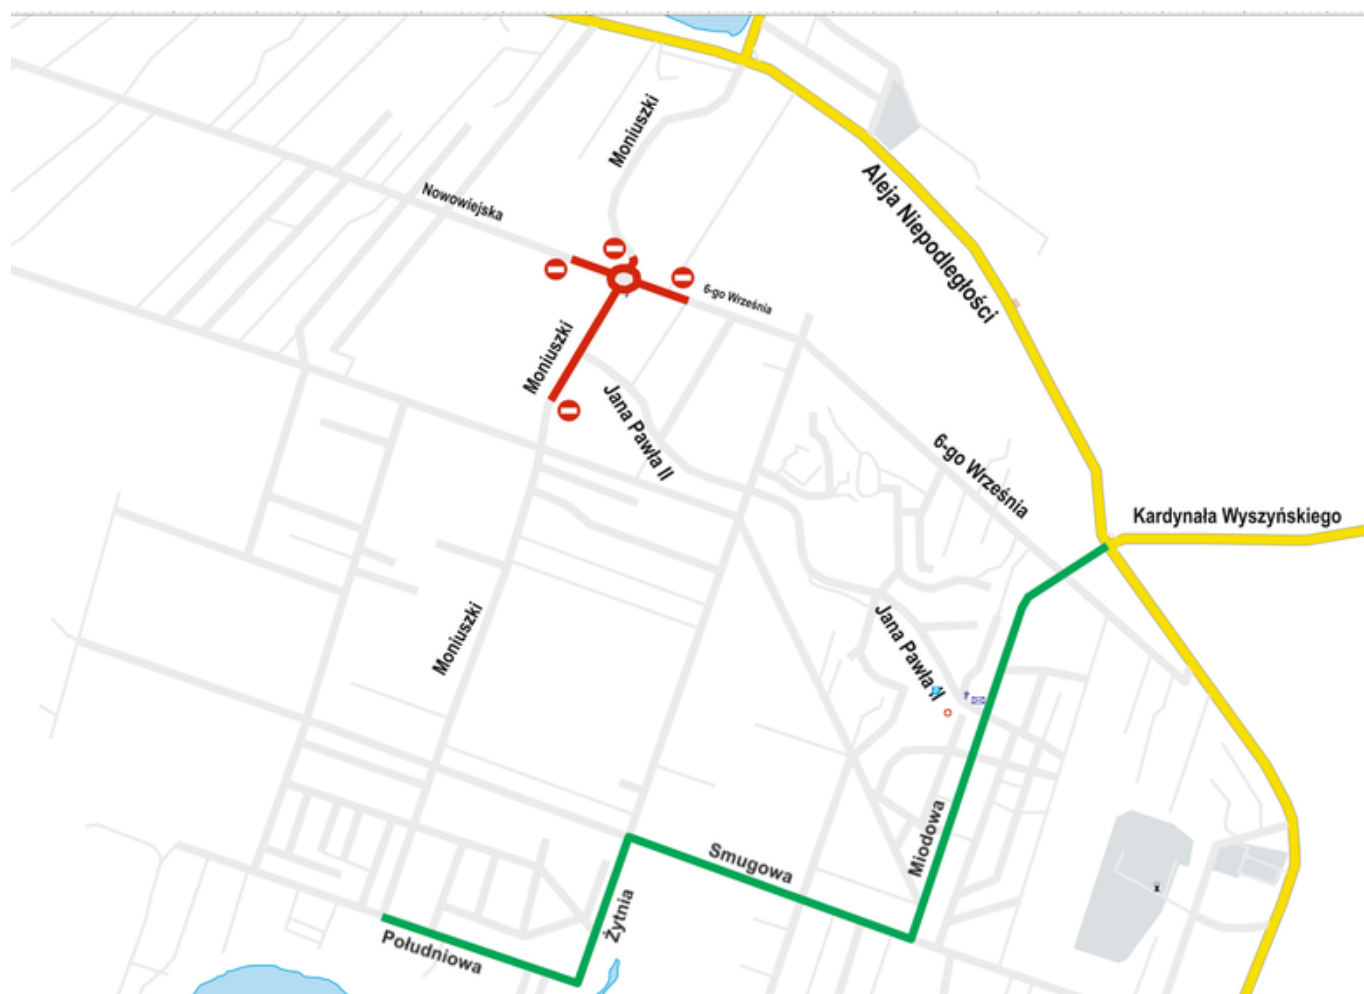 Moniuszki
Nowowiejska
Aleja Niepodległości
6-go Września
Moniuszki
Jana Pawła II
6-go Września
Kardynała Wyszyńskiego
Moniuszki
Jana Pawła II
Miodowa
Smugowa
Żytnia
Południowa